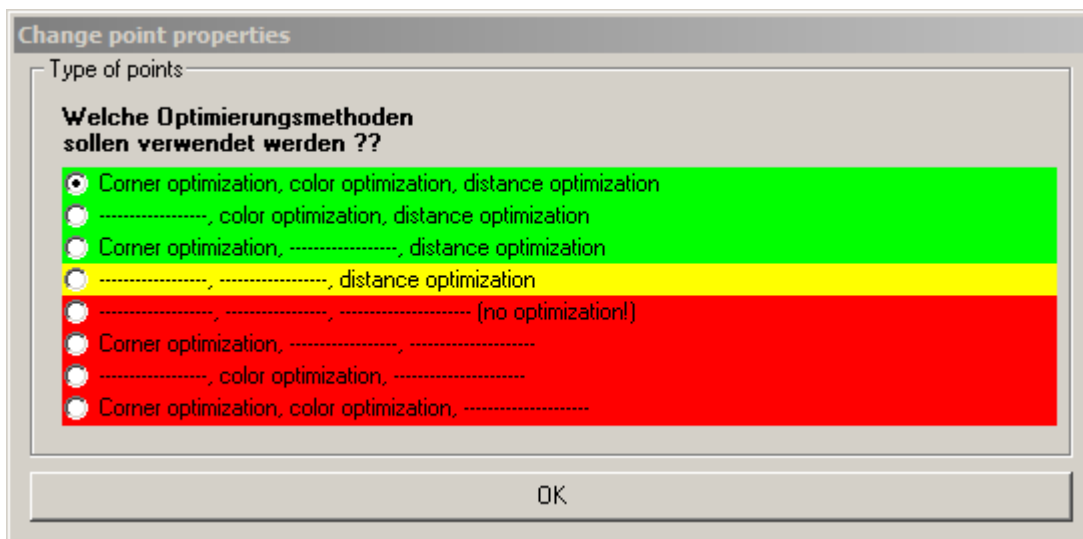 Change point properties
Type of points
Welche Optimierungsmethoden
sollen verwendet werden ??
Corner optimization, color optimization, distance optimization
------------------, color optimization, distance optimization
Corner optimization, ------------------, distance optimization
------------------, ------------------, distance optimization
-------------------, -----------------, ---------------------- (no optimization!)
Corner optimization, ------------------, ---------------------
------------------, color optimization, ----------------------
Corner optimization, color optimization, ---------------------
OK